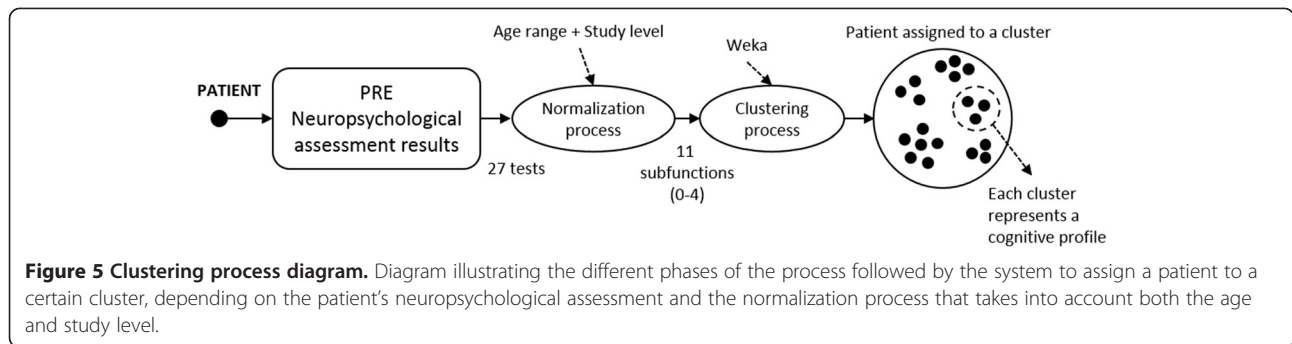 Age range + Study level
Weka
Patient assigned to a cluster
PATIENT
PRE
Neuropsychological
assessment results
Normalization
process
Clustering
process
27 tests
11
subfunctions
(0-4)
Each cluster
represents a
cognitive profile
Figure 5 Clustering process diagram. Diagram illustrating the different phases of the process followed by the system to assign a patient to a
certain cluster, depending on the patient's neuropsychological assessment and the normalization process that takes into account both the age
and study level.